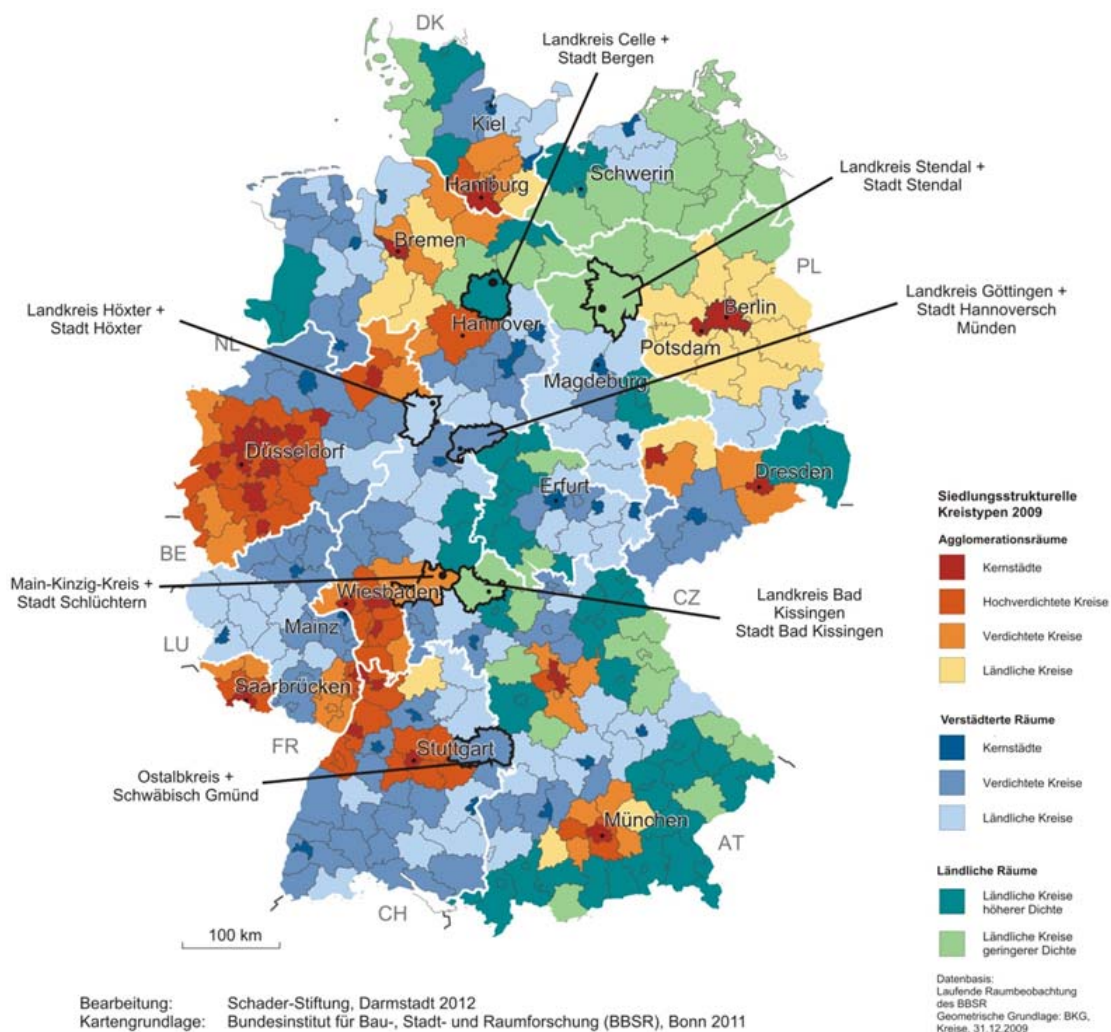 DK
Landkreis Celle +
Stadt Bergen
Kiel
Landkreis Stendal +
Stadt Stendal
Schwerin
Hamburg
Bremen
PL
Landkreis Göttingen +
Stadt Hannoversch
Münden
Landkreis Höxter +
Stadt Höxter
Berlin
Hannover
NL
Potsdam
Magdeburg
Düsseldorf
Dresden
Erfurt
BE
Main-Kinzig-Kreis +
Stadt Schlüchtern
Wiesbaden
CZ
Landkreis Bad
Kissingen
Stadt Bad Kissingen
Mainz
LU
Saarbrücken
FR
Stuttgart
Ostalbkreis +
Schwäbisch Gmünd
München
AT
CH
100 km
Siedlungsstrukturelle
Kreistypen 2009
Agglomerationsräume
Kernstädte
Hochverdichtete Kreise
Verdichtete Kreise
Ländliche Kreise
Verstädterte Räume
Kernstädte
Verdichtete Kreise
Ländliche Kreise
Ländliche Räume
Ländliche Kreise
höherer Dichte
Ländliche Kreise
geringerer Dichte
Datenbasis:
Laufende Raumbeobachtung
des BBSR
Geometrische Grundlage: BKG,
Kreise, 31.12.2009
Bearbeitung: Schader-Stiftung, Darmstadt 2012
Kartengrundlage: Bundesinstitut für Bau-, Stadt- und Raumforschung (BBSR), Bonn 2011